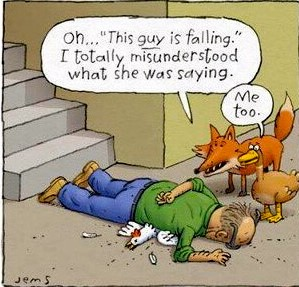 Oh,.."This guy is falling."
I totally misunderstood
what she was saying.
Me
too.
Jems